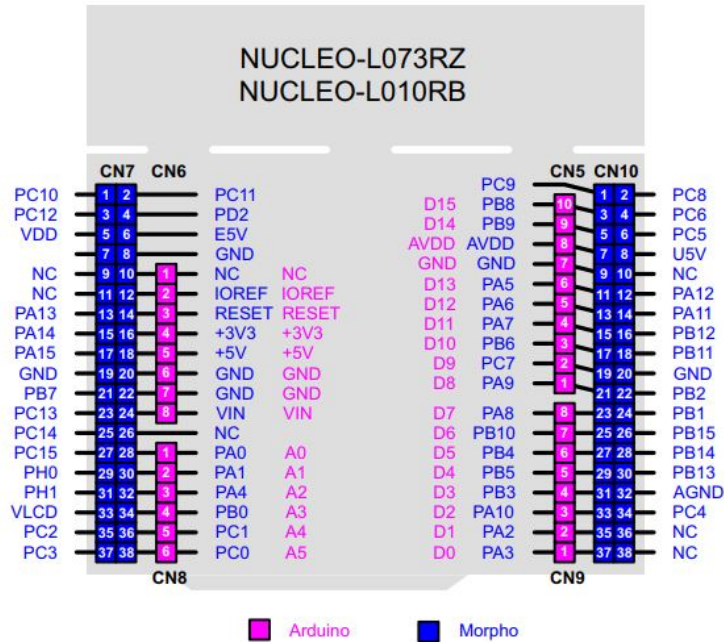 NUCLEO-L073RZ
NUCLEO-L010RB
CN7 CN6 CN5 CN10
PC9
PC10 1 2 PC11 D15 PB8 10 1 2 PC8
PC12 3 4 PD2 D14 PB9 9 3 4 PC6
VDD 5 6 E5V AVDD AVDD 8 5 6 PC5
7 8 GND GND GND 7 7 8 U5V
NC 9 10 1 NC NC D13 PA5 6 9 10 NC
NC 11 12 2 IOREF IOREF D12 PA6 5 11 12 PA12
PA13 13 14 3 RESET RESET D11 PA7 4 13 14 PA11
PA14 15 16 4 +3V3 +3V3 D10 PB6 3 15 16 PB12
PA15 17 18 5 +5V +5V D9 PC7 2 17 18 PB11
GND 19 20 6 GND GND D8 PA9 1 19 20 GND
PB7 21 22 7 GND GND 21 22 PB2
PC13 23 24 8 VIN VIN D7 PA8 8 23 24 PB1
PC14 25 26 NC D6 PB10 7 25 26 PB15
PC15 27 28 1 PA0 A0 D5 PB4 6 27 28 PB14
PH0 29 30 2 PA1 A1 D4 PB5 5 29 30 PB13
PH1 31 32 3 PA4 A2 D3 PB3 4 31 32 AGND
VLCD 33 34 4 PB0 A3 D2 PA10 3 33 34 PC4
PC2 35 36 5 PC1 A4 D1 PA2 2 35 36 NC
PC3 37 38 6 PC0 A5 D0 PA3 1 37 38 NC
CN8 CN9
Arduino Morpho